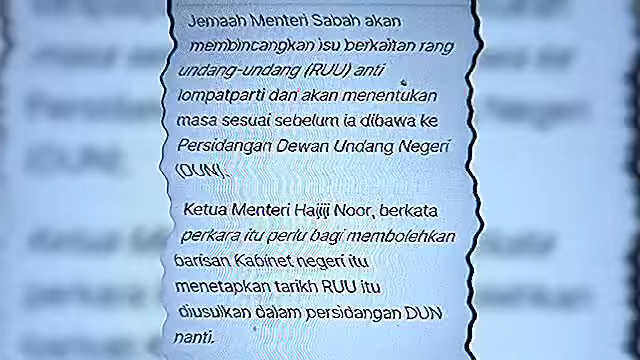 Jemaah Menteri Sabah akan
membincangkan isu berkaitan rang
undang-undang (RUU) anti
lompatparti dan akan menentukan
masa sesuai sebelum ia dibawa ke
Persidangan Dewan Undang Negeri
(DUN).
Ketua Menteri Hajiji Noor, berkata
perkara itu perlu bagi membolehkan
barisan Kabinet negeri itu
menetapkan tarikh RUU itu
diusulkan dalam persidangan DUN
nanti.